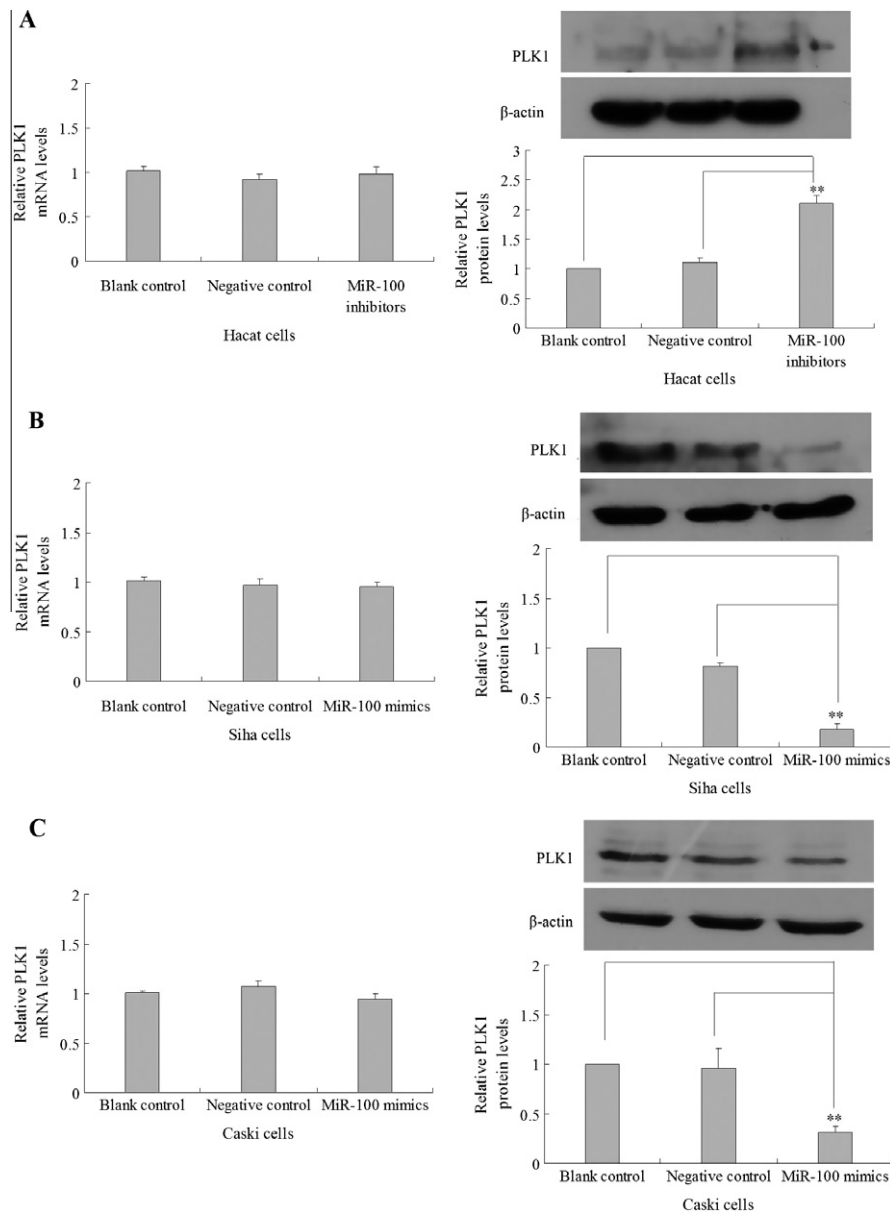 A
Relative PLK1
mRNA levels
2
1.5
1
0.5
0
Blank control Negative control MiR-100
inhibitors
Hacat cells
PLK1
β-actin
Relative PLK1
protein levels
3
2.5
2
1.5
1
0.5
0
**
Blank control Negative control MiR-100
inhibitors
Hacat cells
B
Relative PLK1
mRNA levels
2
1.5
1
0.5
0
Blank control Negative control MiR-100 mimics
Siha cells
PLK1
β-actin
Relative PLK1
protein levels
2
1.5
1
0.5
0
**
Blank control Negative control MiR-100 mimics
Siha cells
C
Relative PLK1
mRNA levels
2
1.5
1
0.5
0
Blank control Negative control MiR-100 mimics
Caski cells
PLK1
β-actin
Relative PLK1
protein levels
2
1.5
1
0.5
0
**
Blank control Negative control MiR-100 mimics
Caski cells